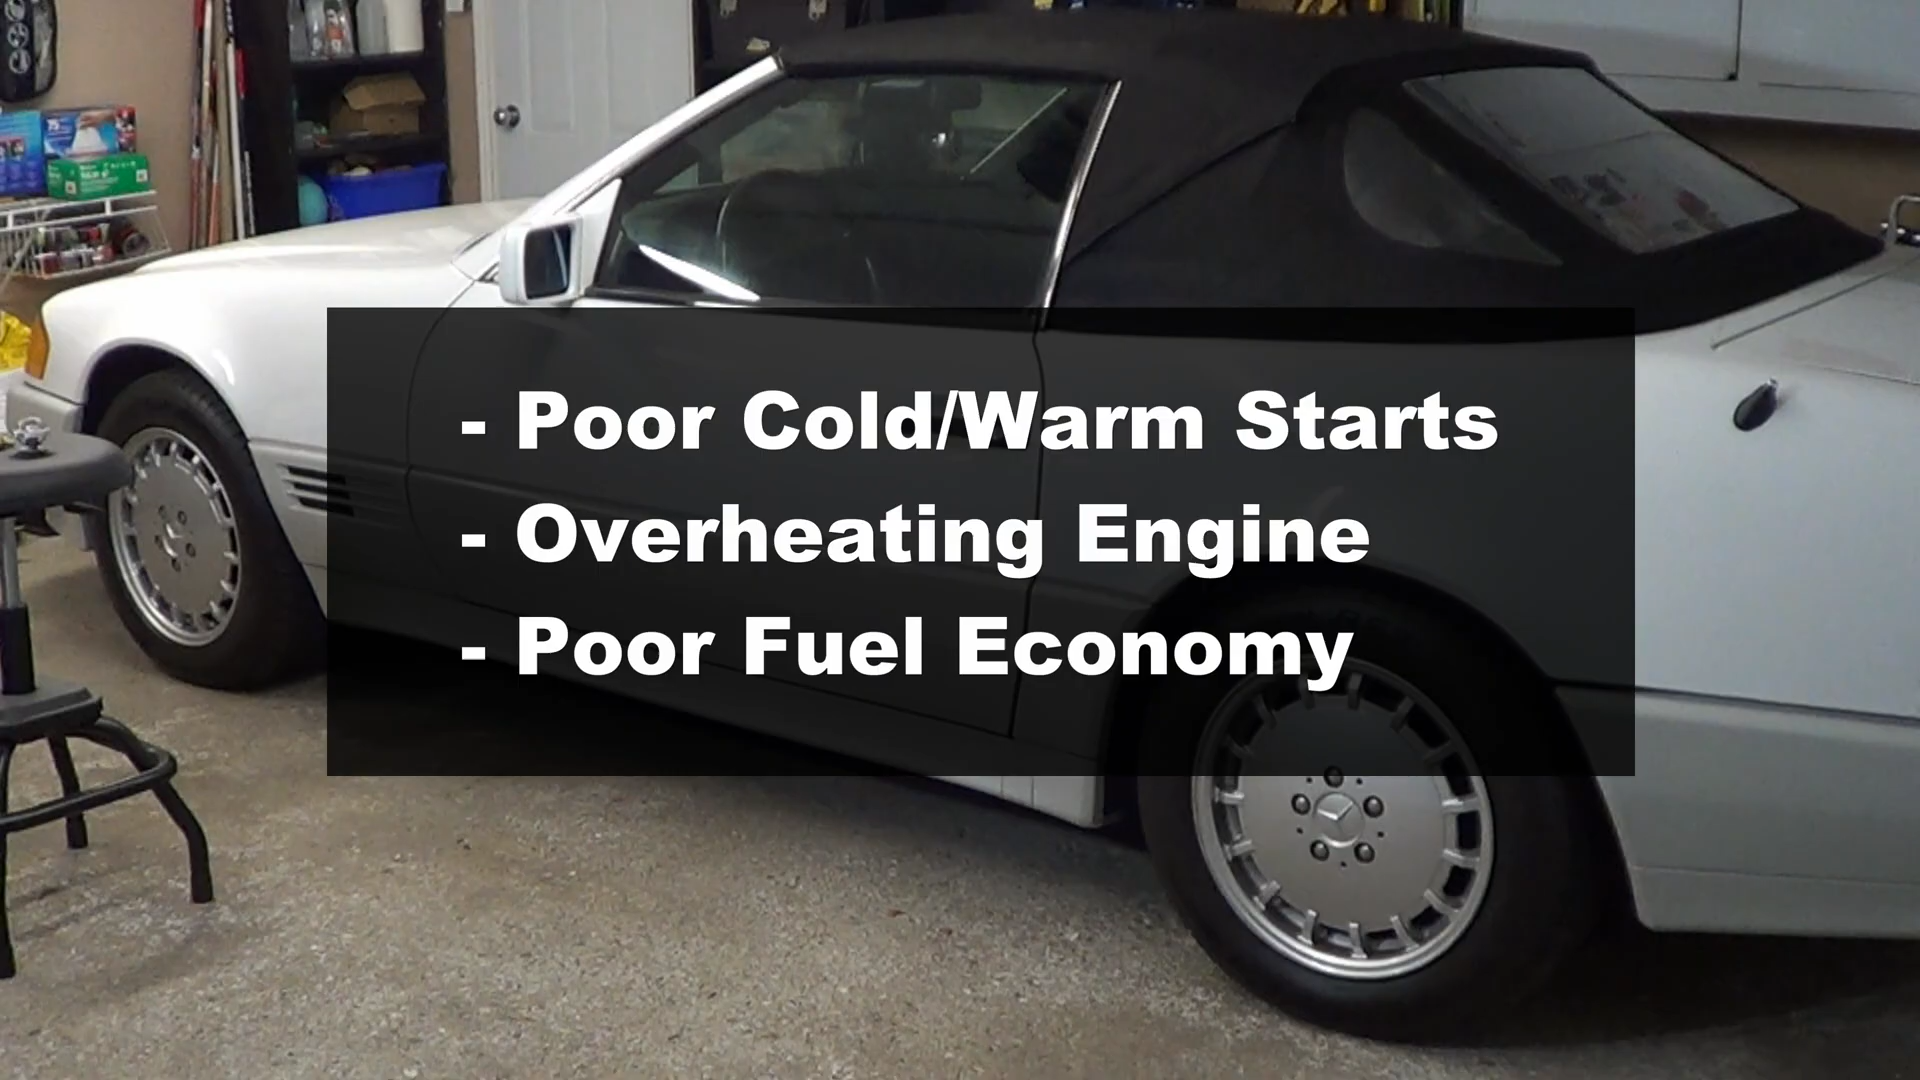 - Poor Cold/Warm Starts
- Overheating Engine
- Poor Fuel Economy